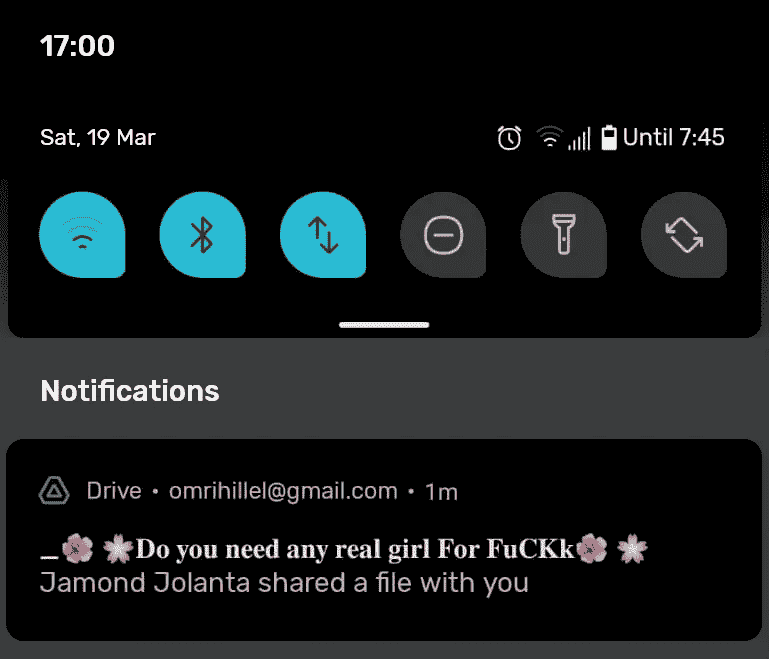 17:00
Sat, 19 Mar Until 7:45
Notifications
Drive • omrihillel@gmail.com • 1m
_🌸 🌸Do you need any real girl For FuCKk🌸 🌸
Jamond Jolanta shared a file with you